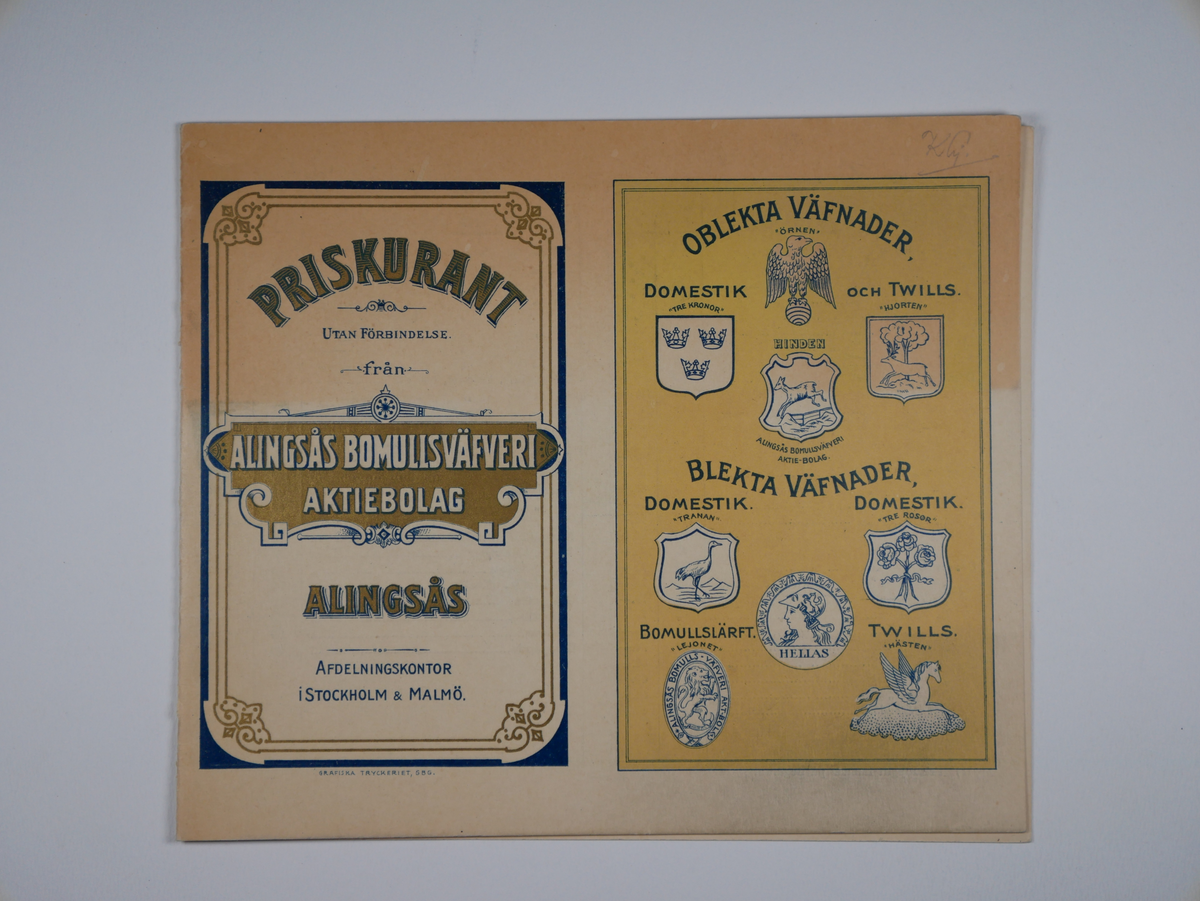 PRISKURANT
UTAN FÖRBINDELSE.
från
ALINGSÅS BOMULLSVÄFVERI
AKTIEBOLAG
ALINGSÅS
AFDELNINGSKONTOR
I STOCKHOLM & MALMÖ.
GRAFISKA TRYCKERIET, GBG.
OBLEKTA VÄFNADER,
"ÖRNEN"
DOMESTIK
"TRE KRONOR"
OCH TWILLS.
"HJORTEN"
HINDEN
ALINGSÅS BOMULLSVÄFVERI
AKTIE-BOLAG.
BLEKTA VÄFNADER,
DOMESTIK.
"TRANAN"
DOMESTIK.
"TRE ROSOR"
HELLAS
BOMULLSLÄRFT.
"LEJONET"
ALINGSÅS BOMULLS-VÄFVERI AKT-BOLAG
TWILLS.
"HÄSTEN"